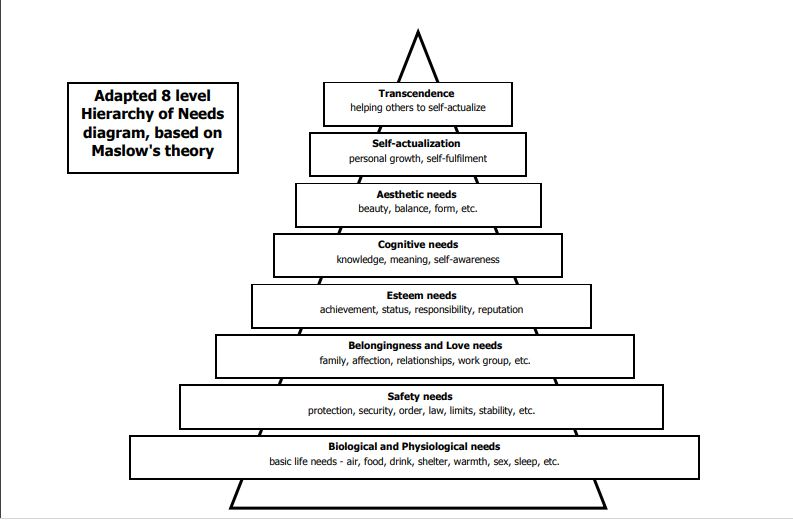 Adapted 8 level
Hierarchy of Needs
diagram, based on
Maslow's theory
Transcendence
helping others to self-actualize
Self-actualization
personal growth, self-fulfilment
Aesthetic needs
beauty, balance, form, etc.
Cognitive needs
knowledge, meaning, self-awareness
Esteem needs
achievement, status, responsibility, reputation
Belongingness and Love needs
family, affection, relationships, work group, etc.
Safety needs
protection, security, order, law, limits, stability, etc.
Biological and Physiological needs
basic life needs - air, food, drink, shelter, warmth, sex, sleep, etc.